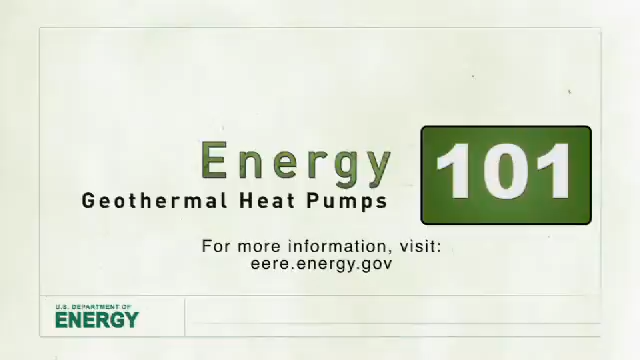 Energy 101
Geothermal Heat Pumps
For more information, visit:
eere.energy.gov
U.S. DEPARTMENT OF
ENERGY